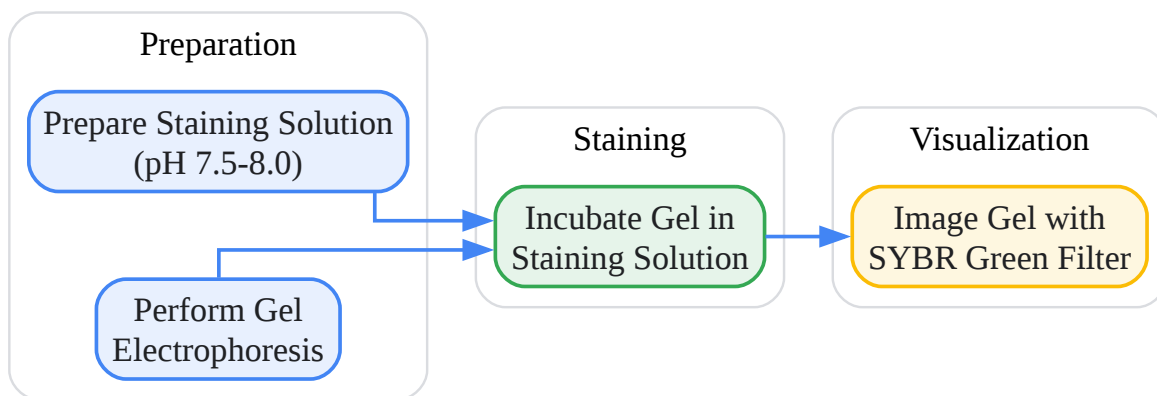 Preparation
Prepare Staining Solution
(pH 7.5-8.0)
Perform Gel
Electrophoresis
Staining
Incubate Gel in
Staining Solution
Visualization
Image Gel with
SYBR Green Filter